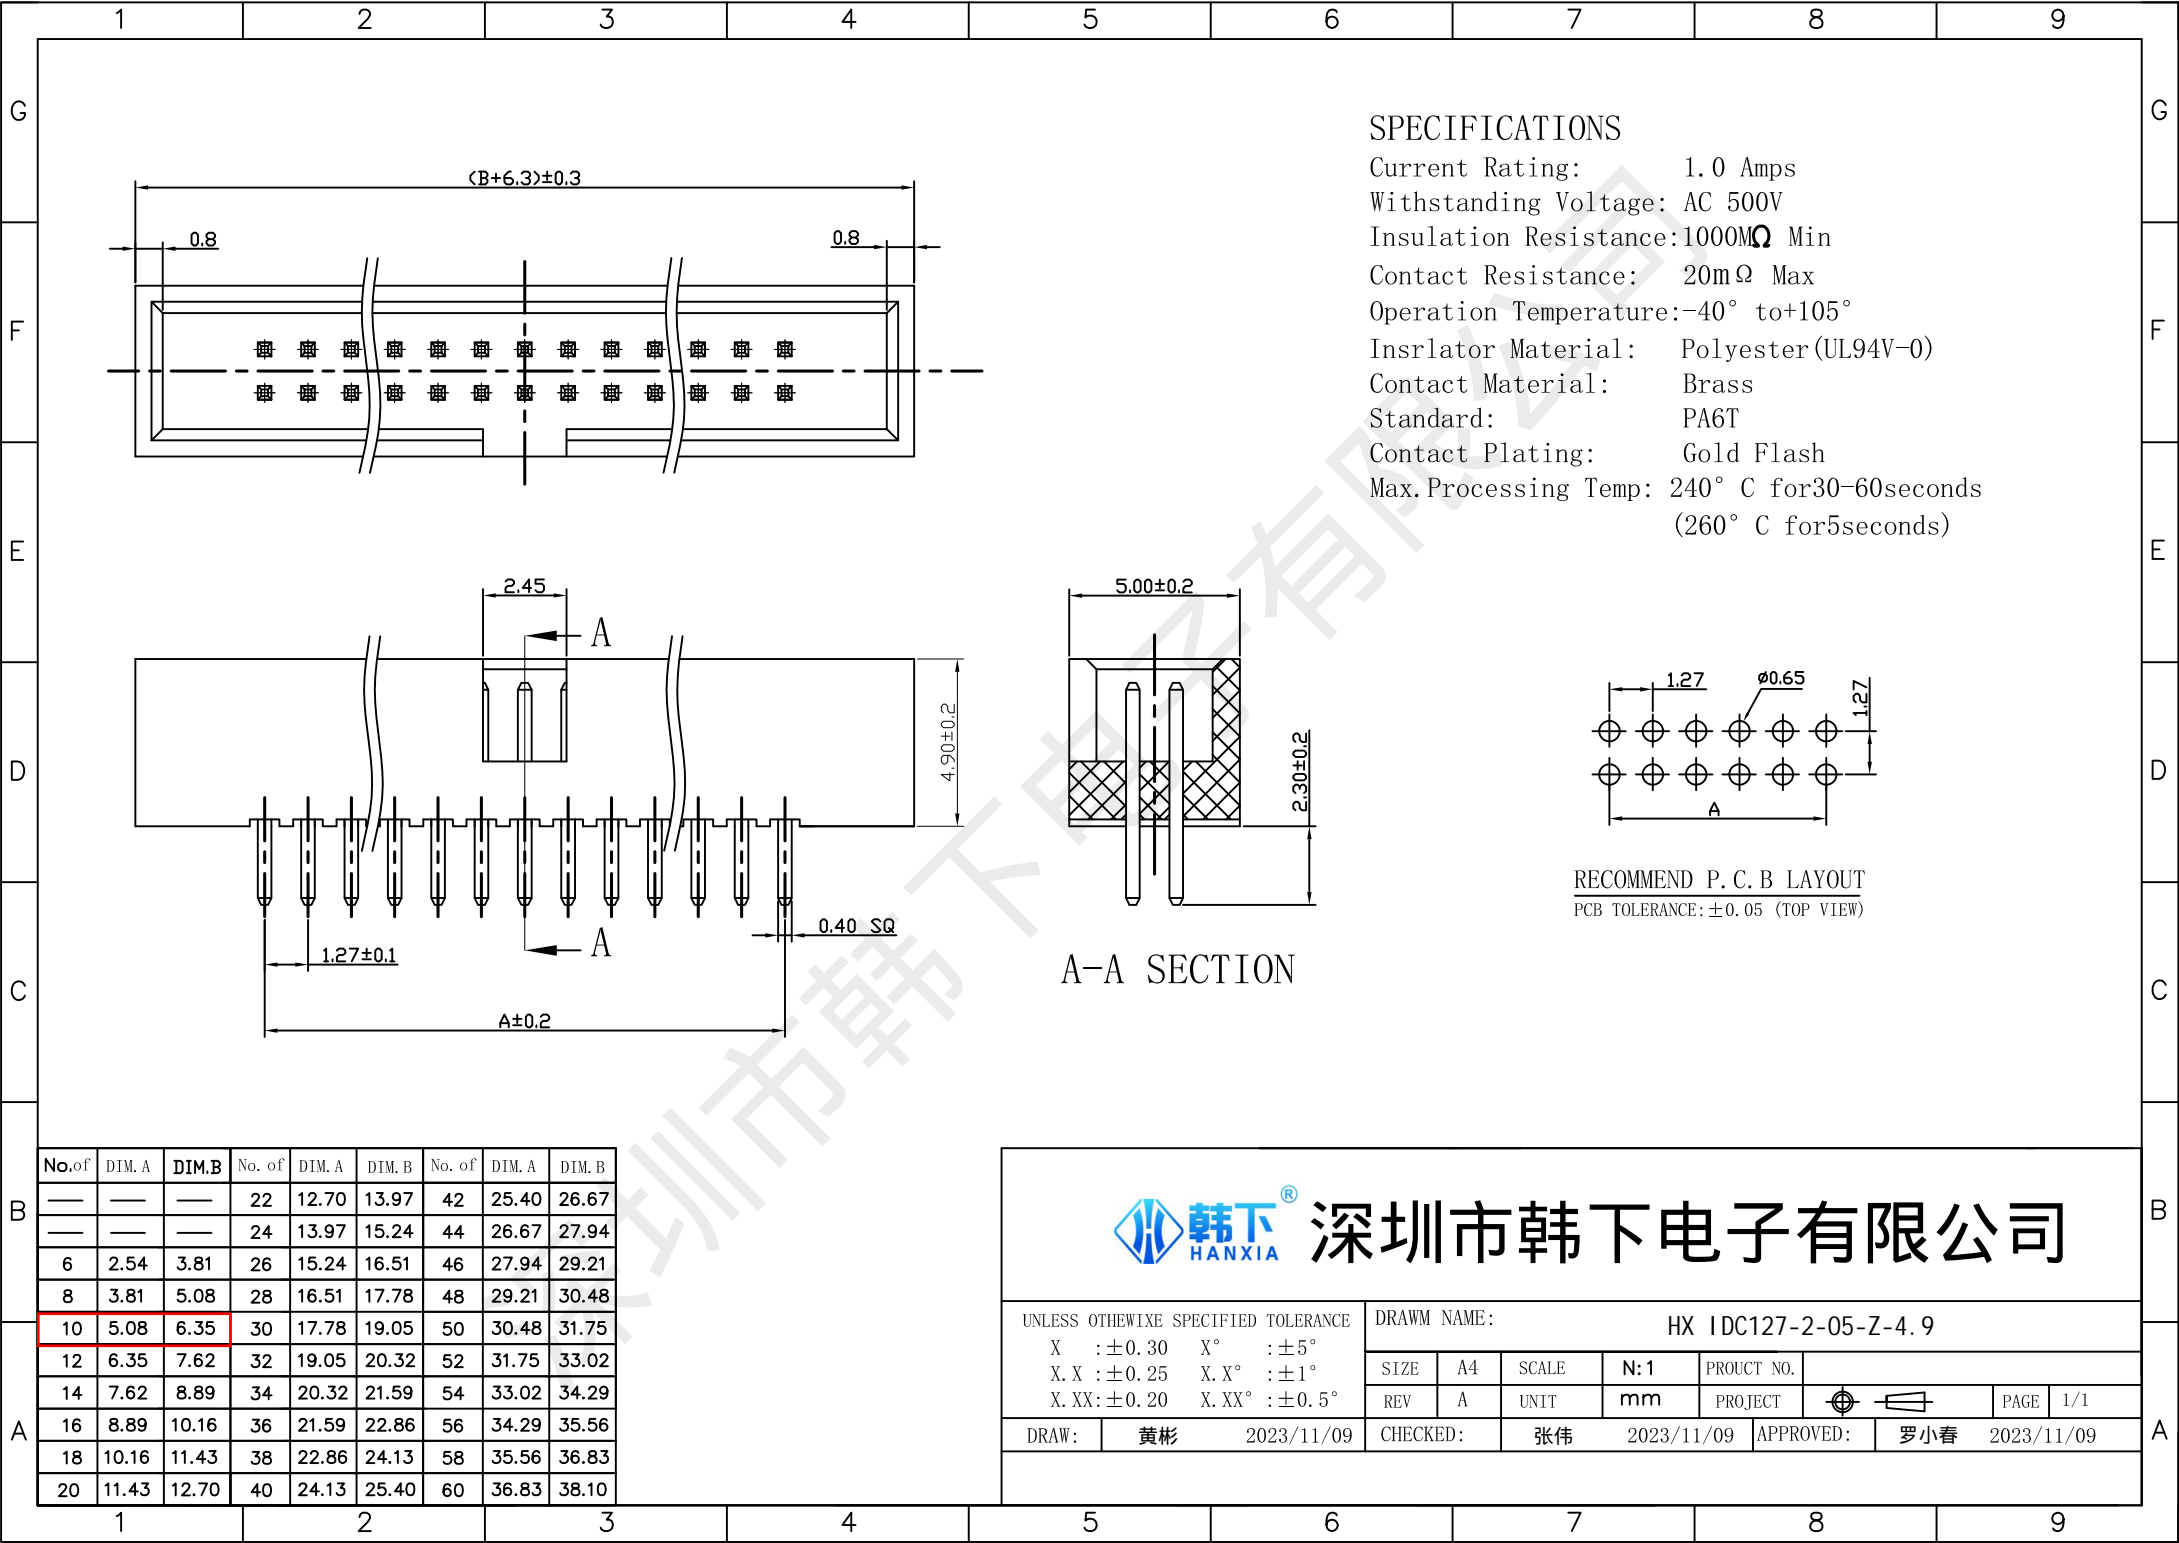 1 2 3 4 5 6 7 8 9
G G
F F
E E
D D
C C
B B
A A
(B+6.3)±0.3
0.8 0.8
SPECIFICATIONS
Current Rating: 1.0 Amps
Withstanding Voltage: AC 500V
Insulation Resistance:1000MΩ Min
Contact Resistance: 20mΩ Max
Operation Temperature:-40° to+105°
Insrlator Material: Polyester(UL94V-0)
Contact Material: Brass
Standard: PA6T
Contact Plating: Gold Flash
Max.Processing Temp: 240° C for30-60seconds
(260° C for5seconds)
2.45
A
4.90±0.2
0.40 SQ
A
1.27±0.1
A±0.2
5.00±0.2
2.30±0.2
A-A SECTION
1.27 ø0.65
1.27
A
RECOMMEND P.C.B LAYOUT
PCB TOLERANCE:±0.05 (TOP VIEW)
深圳市韩下电子有限公司
No.of DIM.A DIM.B No. of DIM.A DIM.B No. of DIM.A DIM.B
— — — 22 12.70 13.97 42 25.40 26.67
— — — 24 13.97 15.24 44 26.67 27.94
6 2.54 3.81 26 15.24 16.51 46 27.94 29.21
8 3.81 5.08 28 16.51 17.78 48 29.21 30.48
10 5.08 6.35 30 17.78 19.05 50 30.48 31.75
12 6.35 7.62 32 19.05 20.32 52 31.75 33.02
14 7.62 8.89 34 20.32 21.59 54 33.02 34.29
16 8.89 10.16 36 21.59 22.86 56 34.29 35.56
18 10.16 11.43 38 22.86 24.13 58 35.56 36.83
20 11.43 12.70 40 24.13 25.40 60 36.83 38.10
韩下® HANXIA 深圳市韩下电子有限公司
UNLESS OTHEWIXE SPECIFIED TOLERANCE
X :±0.30 X° :±5°
X.X :±0.25 X.X° :±1°
X.XX:±0.20 X.XX° :±0.5°
DRAWM NAME: HX IDC127-2-05-Z-4.9
SIZE A4 SCALE N:1 PROUCT NO.
REV A UNIT mm PROJECT PAGE 1/1
DRAW: 黄彬 2023/11/09 CHECKED: 张伟 2023/11/09 APPROVED: 罗小春 2023/11/09
1 2 3 4 5 6 7 8 9